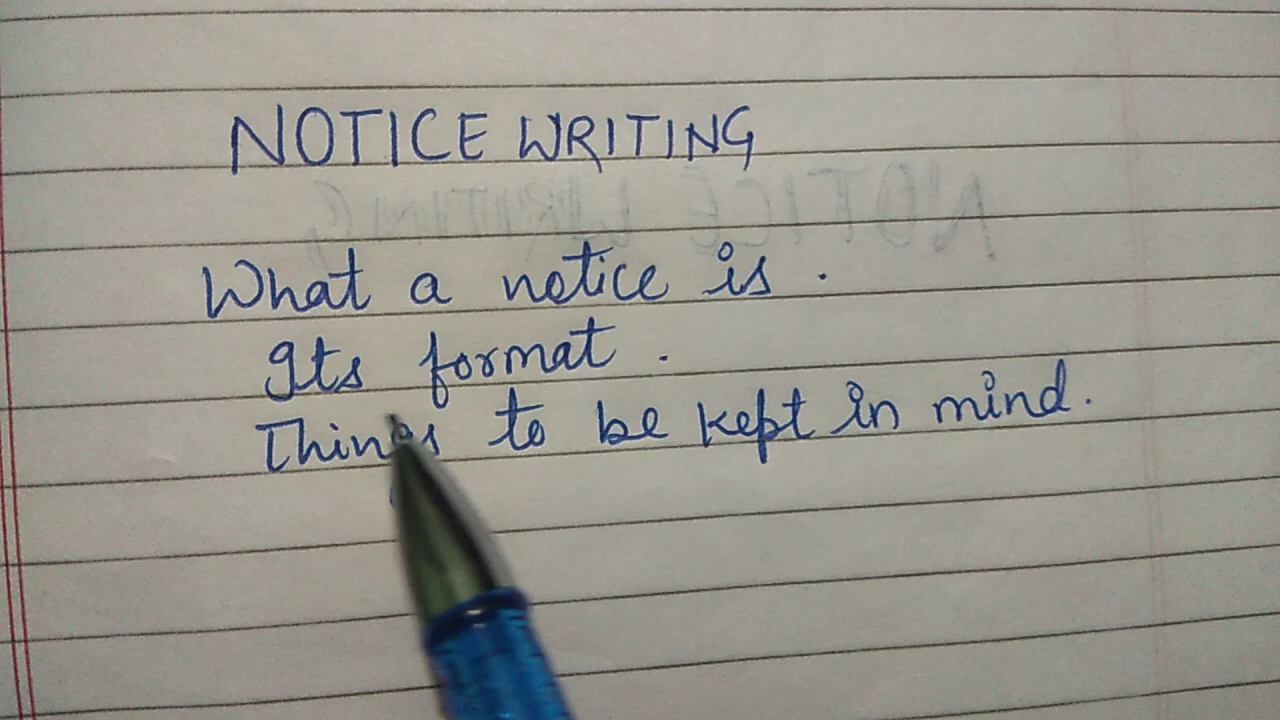 NOTICE WRITING
What a notice is.
Its format.
Things to be kept in mind.